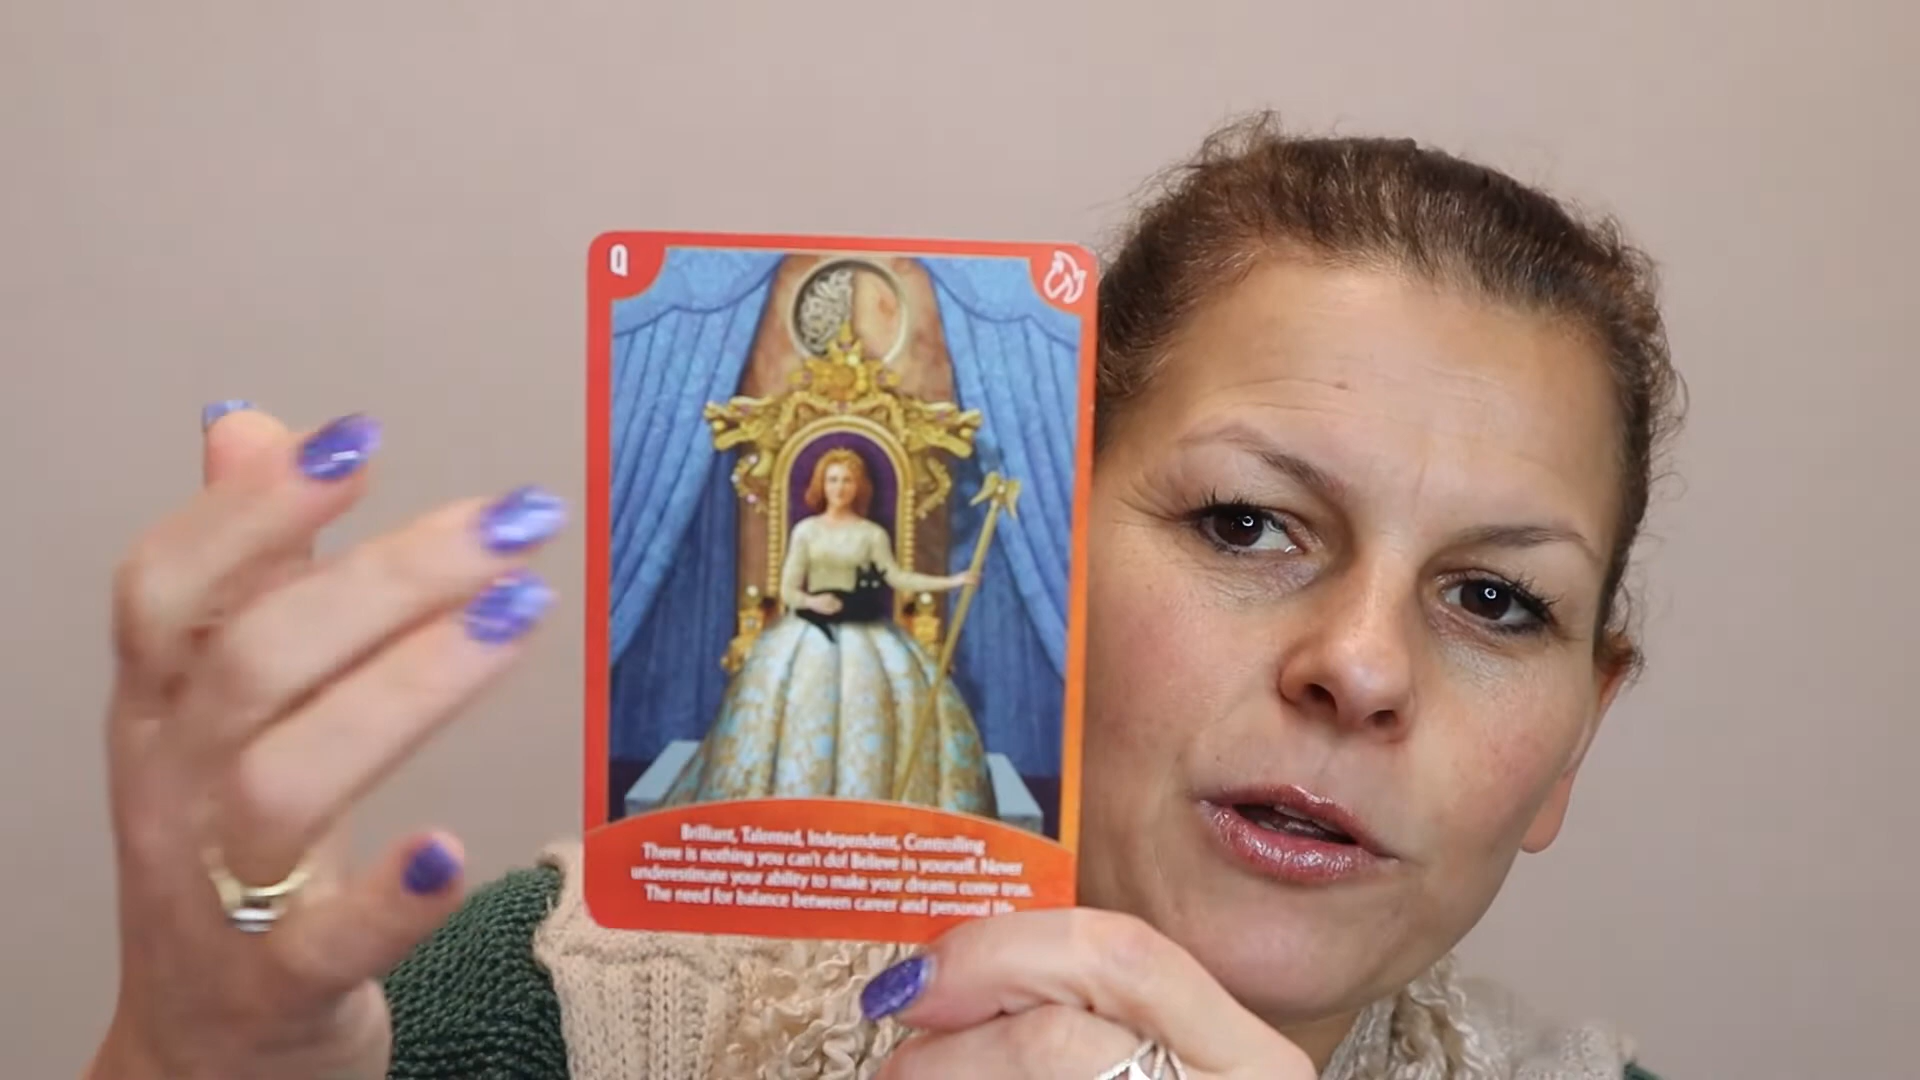 Q
Brilliant, Talented, Independent, Controlling
There is nothing you can't do! Believe in yourself. Never
underestimate your ability to make your dreams come true.
The need for balance between career and personal life.